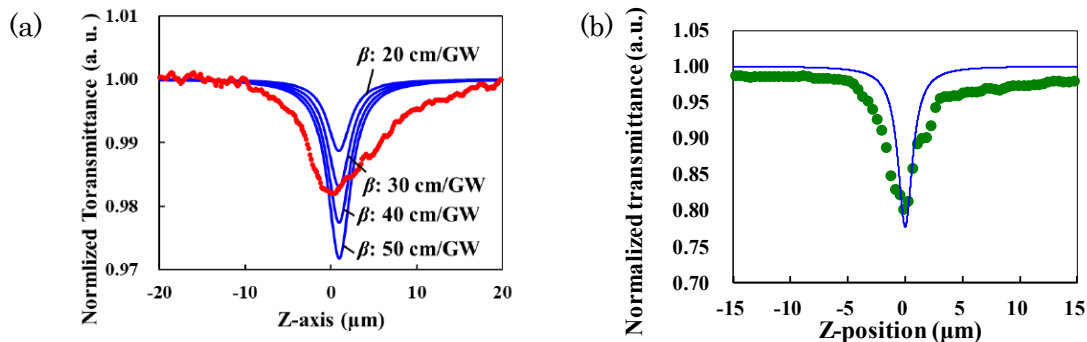 (a)
Normlized Toransmittance (a. u.)
1.01
1.00
0.99
0.98
0.97
-20
-10
0
10
20
Z-axis (μm)
β: 20 cm/GW
β: 30 cm/GW
β: 40 cm/GW
β: 50 cm/GW
(b)
Normalized transmittance (a.u.)
1.05
1.00
0.95
0.90
0.85
0.80
0.75
0.70
-15
-10
-5
0
5
10
15
Z-position (μm)